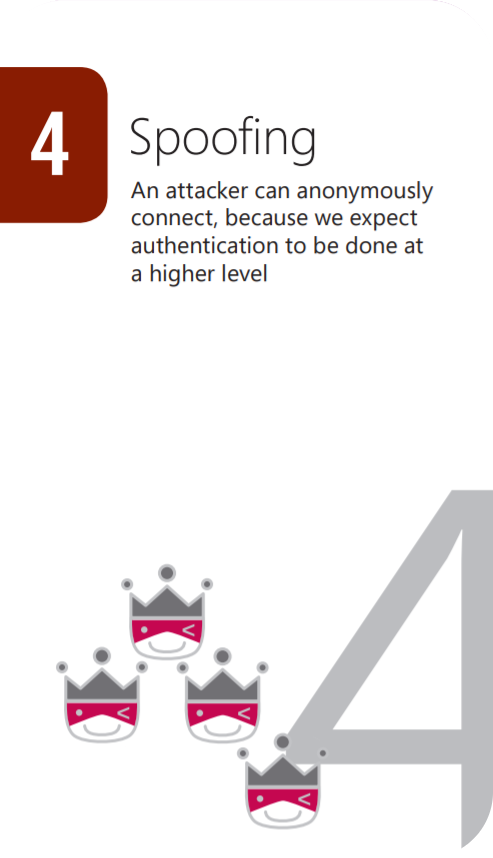 4
Spoofing
An attacker can anonymously
connect, because we expect
authentication to be done at
a higher level
4